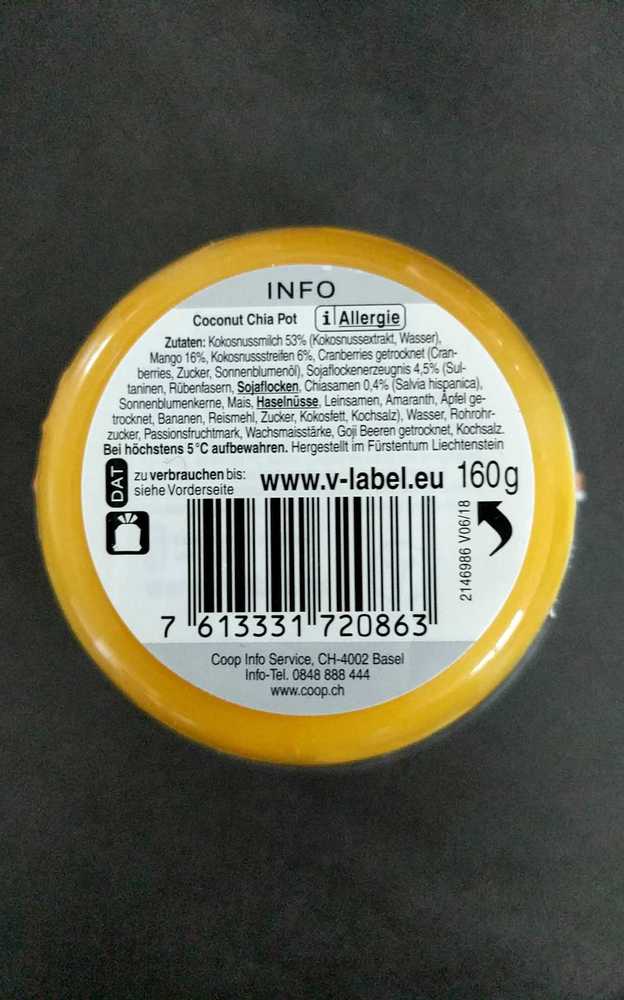 INFO
Coconut Chia Pot i Allergie
Zutaten: Kokosnussmilch 53% (Kokosnussextrakt, Wasser),
Mango 16%, Kokosnussstreifen 6%, Cranberries getrocknet (Cran-
berries, Zucker, Sonnenblumenöl), Sojaflockenerzeugnis 4,5% (Sul-
taninen, Rübenfasern, Sojaflocken, Chiasamen 0,4% (Salvia hispanica),
Sonnenblumenkerne, Mais, Haselnüsse, Leinsamen, Amaranth, Äpfel ge-
trocknet, Bananen, Reismehl, Zucker, Kokosfett, Kochsalz), Wasser, Rohrohr-
zucker, Passionsfruchtmark, Wachsmaisstärke, Goji Beeren getrocknet, Kochsalz.
Bei höchstens 5°C aufbewahren. Hergestellt im Fürstentum Liechtenstein
DAT zu verbrauchen bis:
siehe Vorderseite
www.v-label.eu 160g
2146986 V06/18
7 613331 720863
Coop Info Service, CH-4002 Basel
Info-Tel. 0848 888 444
www.coop.ch